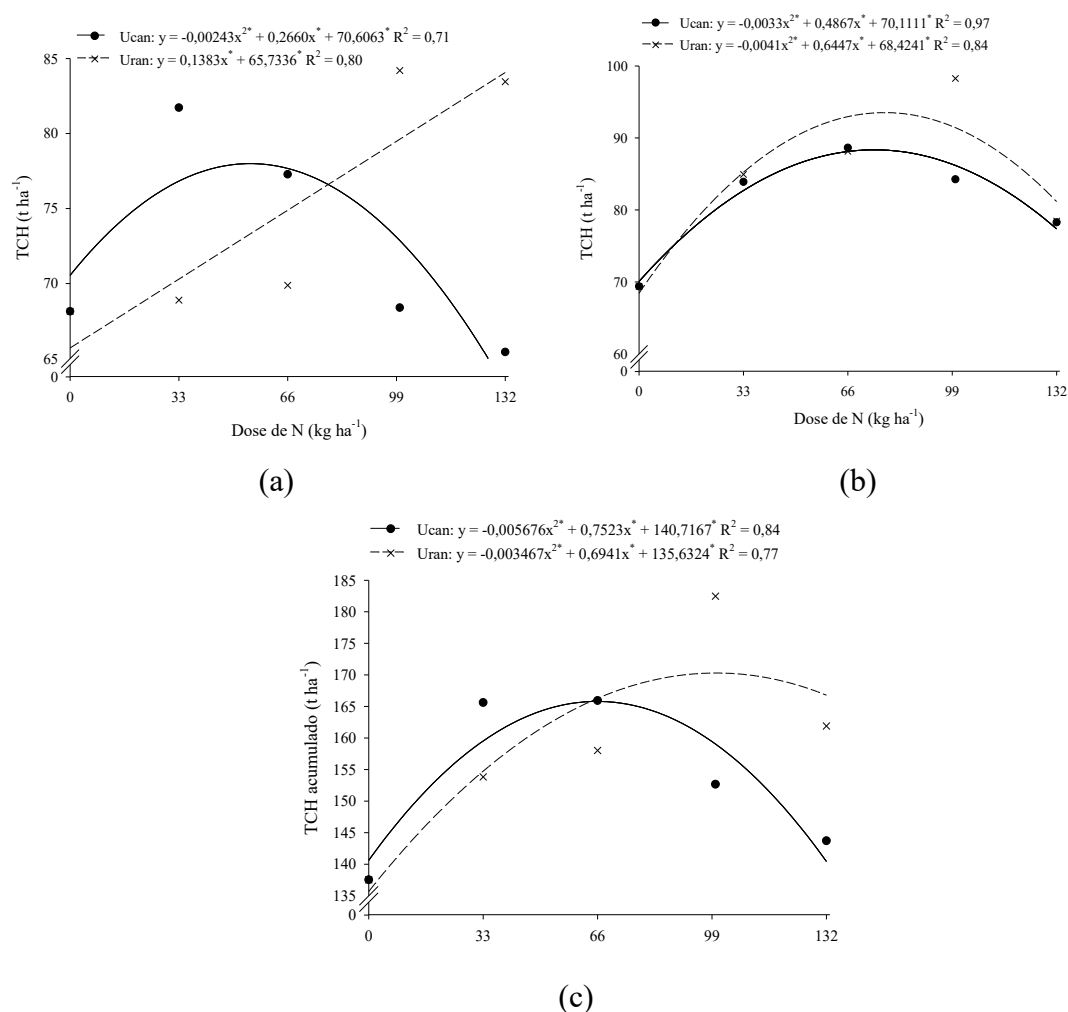 Ucan: y = -0,00243x²* + 0,2660x* + 70,6063* R² = 0,71
Uran: y = 0,1383x* + 65,7336* R² = 0,80
85
80
75
70
65
0
TCH (t ha⁻¹)
0 33 66 99 132
Dose de N (kg ha⁻¹)
(a)
Ucan: y = -0,0033x²* + 0,4867x* + 70,1111* R² = 0,97
Uran: y = -0,0041x²* + 0,6447x* + 68,4241* R² = 0,84
100
90
80
70
60
0
TCH (t ha⁻¹)
0 33 66 99 132
Dose de N (kg ha⁻¹)
(b)
Ucan: y = -0,005676x²* + 0,7523x* + 140,7167* R² = 0,84
Uran: y = -0,003467x²* + 0,6941x* + 135,6324* R² = 0,77
185
180
175
170
165
160
155
150
145
140
135
0
TCH acumulado (t ha⁻¹)
0 33 66 99 132
(c)